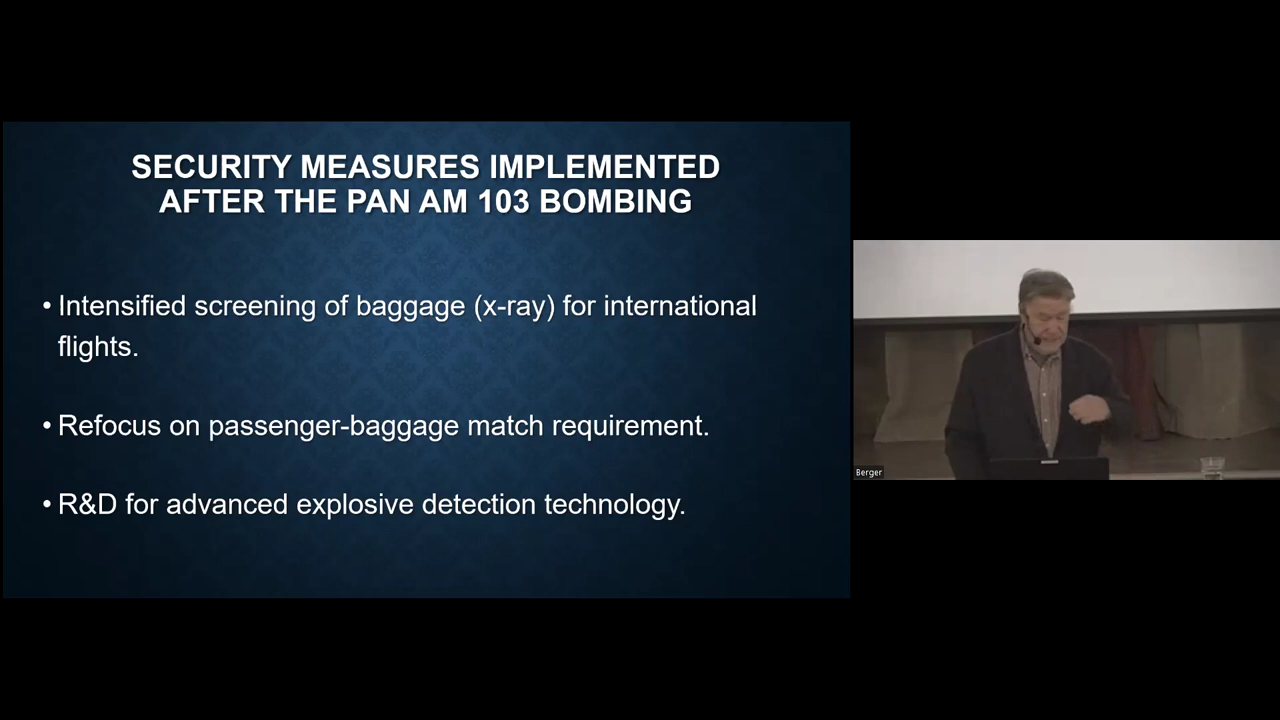 SECURITY MEASURES IMPLEMENTED
AFTER THE PAN AM 103 BOMBING
• Intensified screening of baggage (x-ray) for international
flights.
• Refocus on passenger-baggage match requirement.
• R&D for advanced explosive detection technology.
Berger